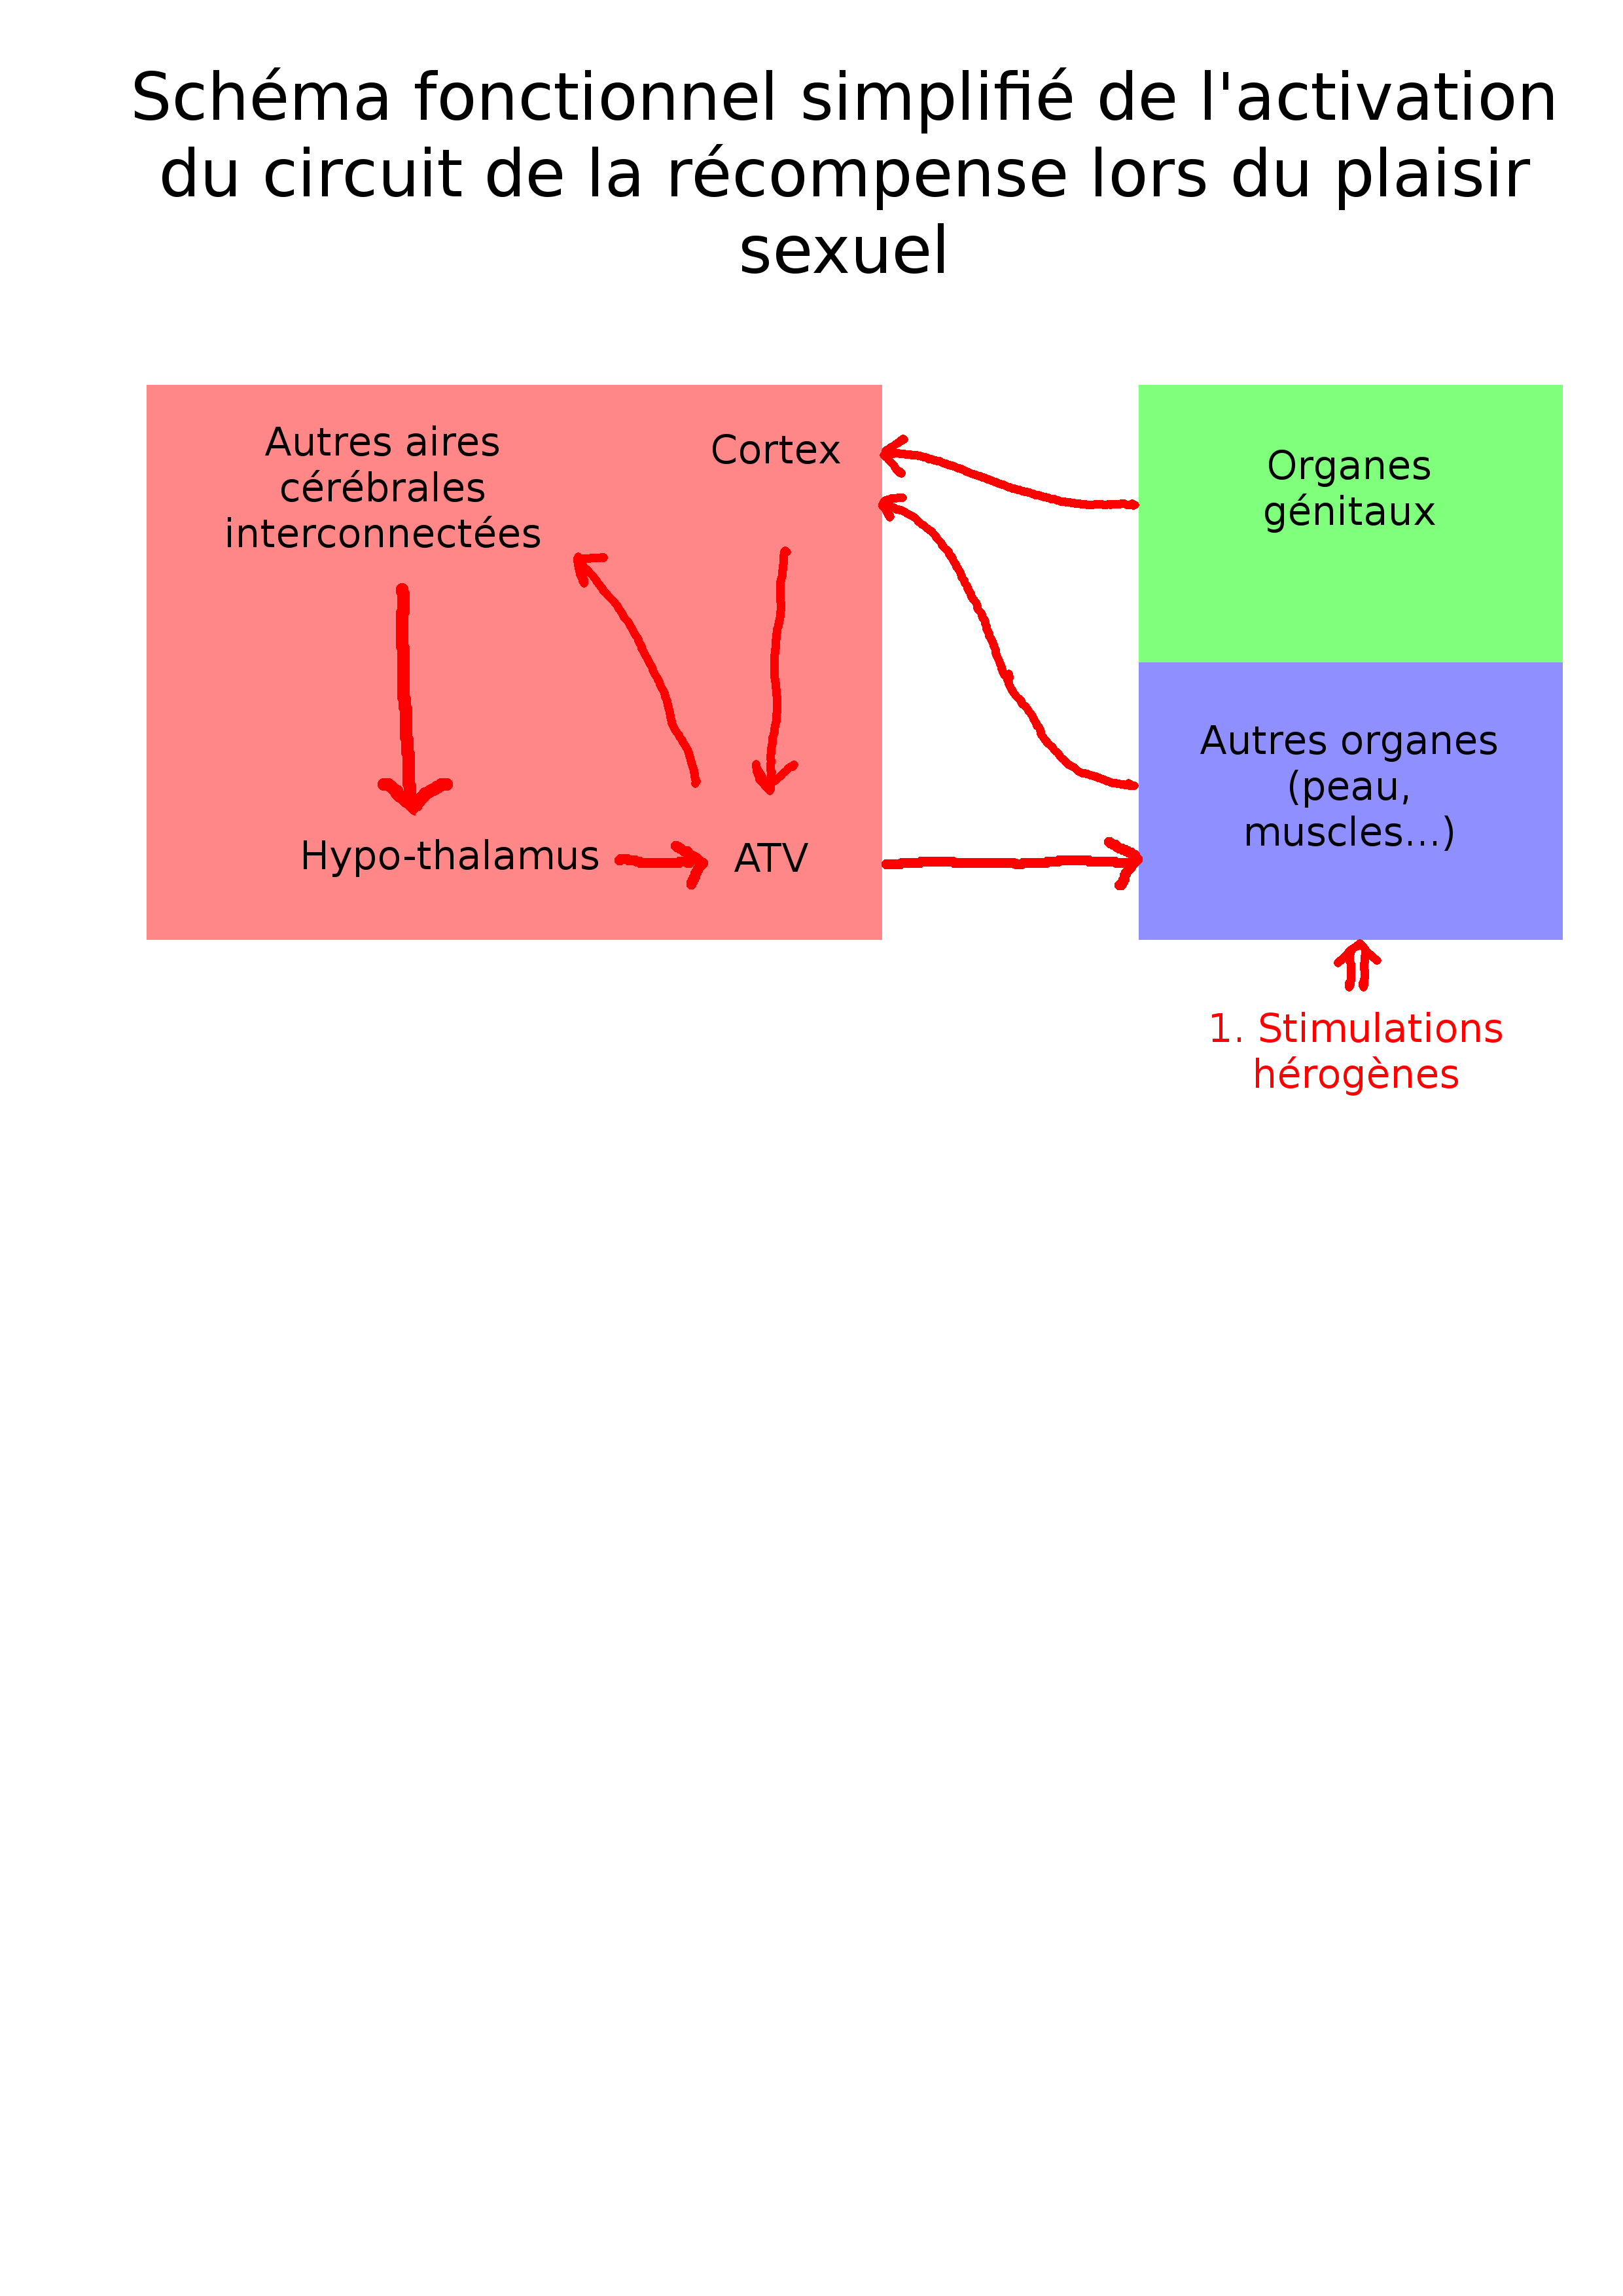 Schéma fonctionnel simplifié de l'activation
du circuit de la récompense lors du plaisir
sexuel
Autres aires
cérébrales
interconnectées
Cortex
Organes
génitaux
Autres organes
(peau,
muscles...)
Hypo-thalamus
ATV
1. Stimulations
hérogènes